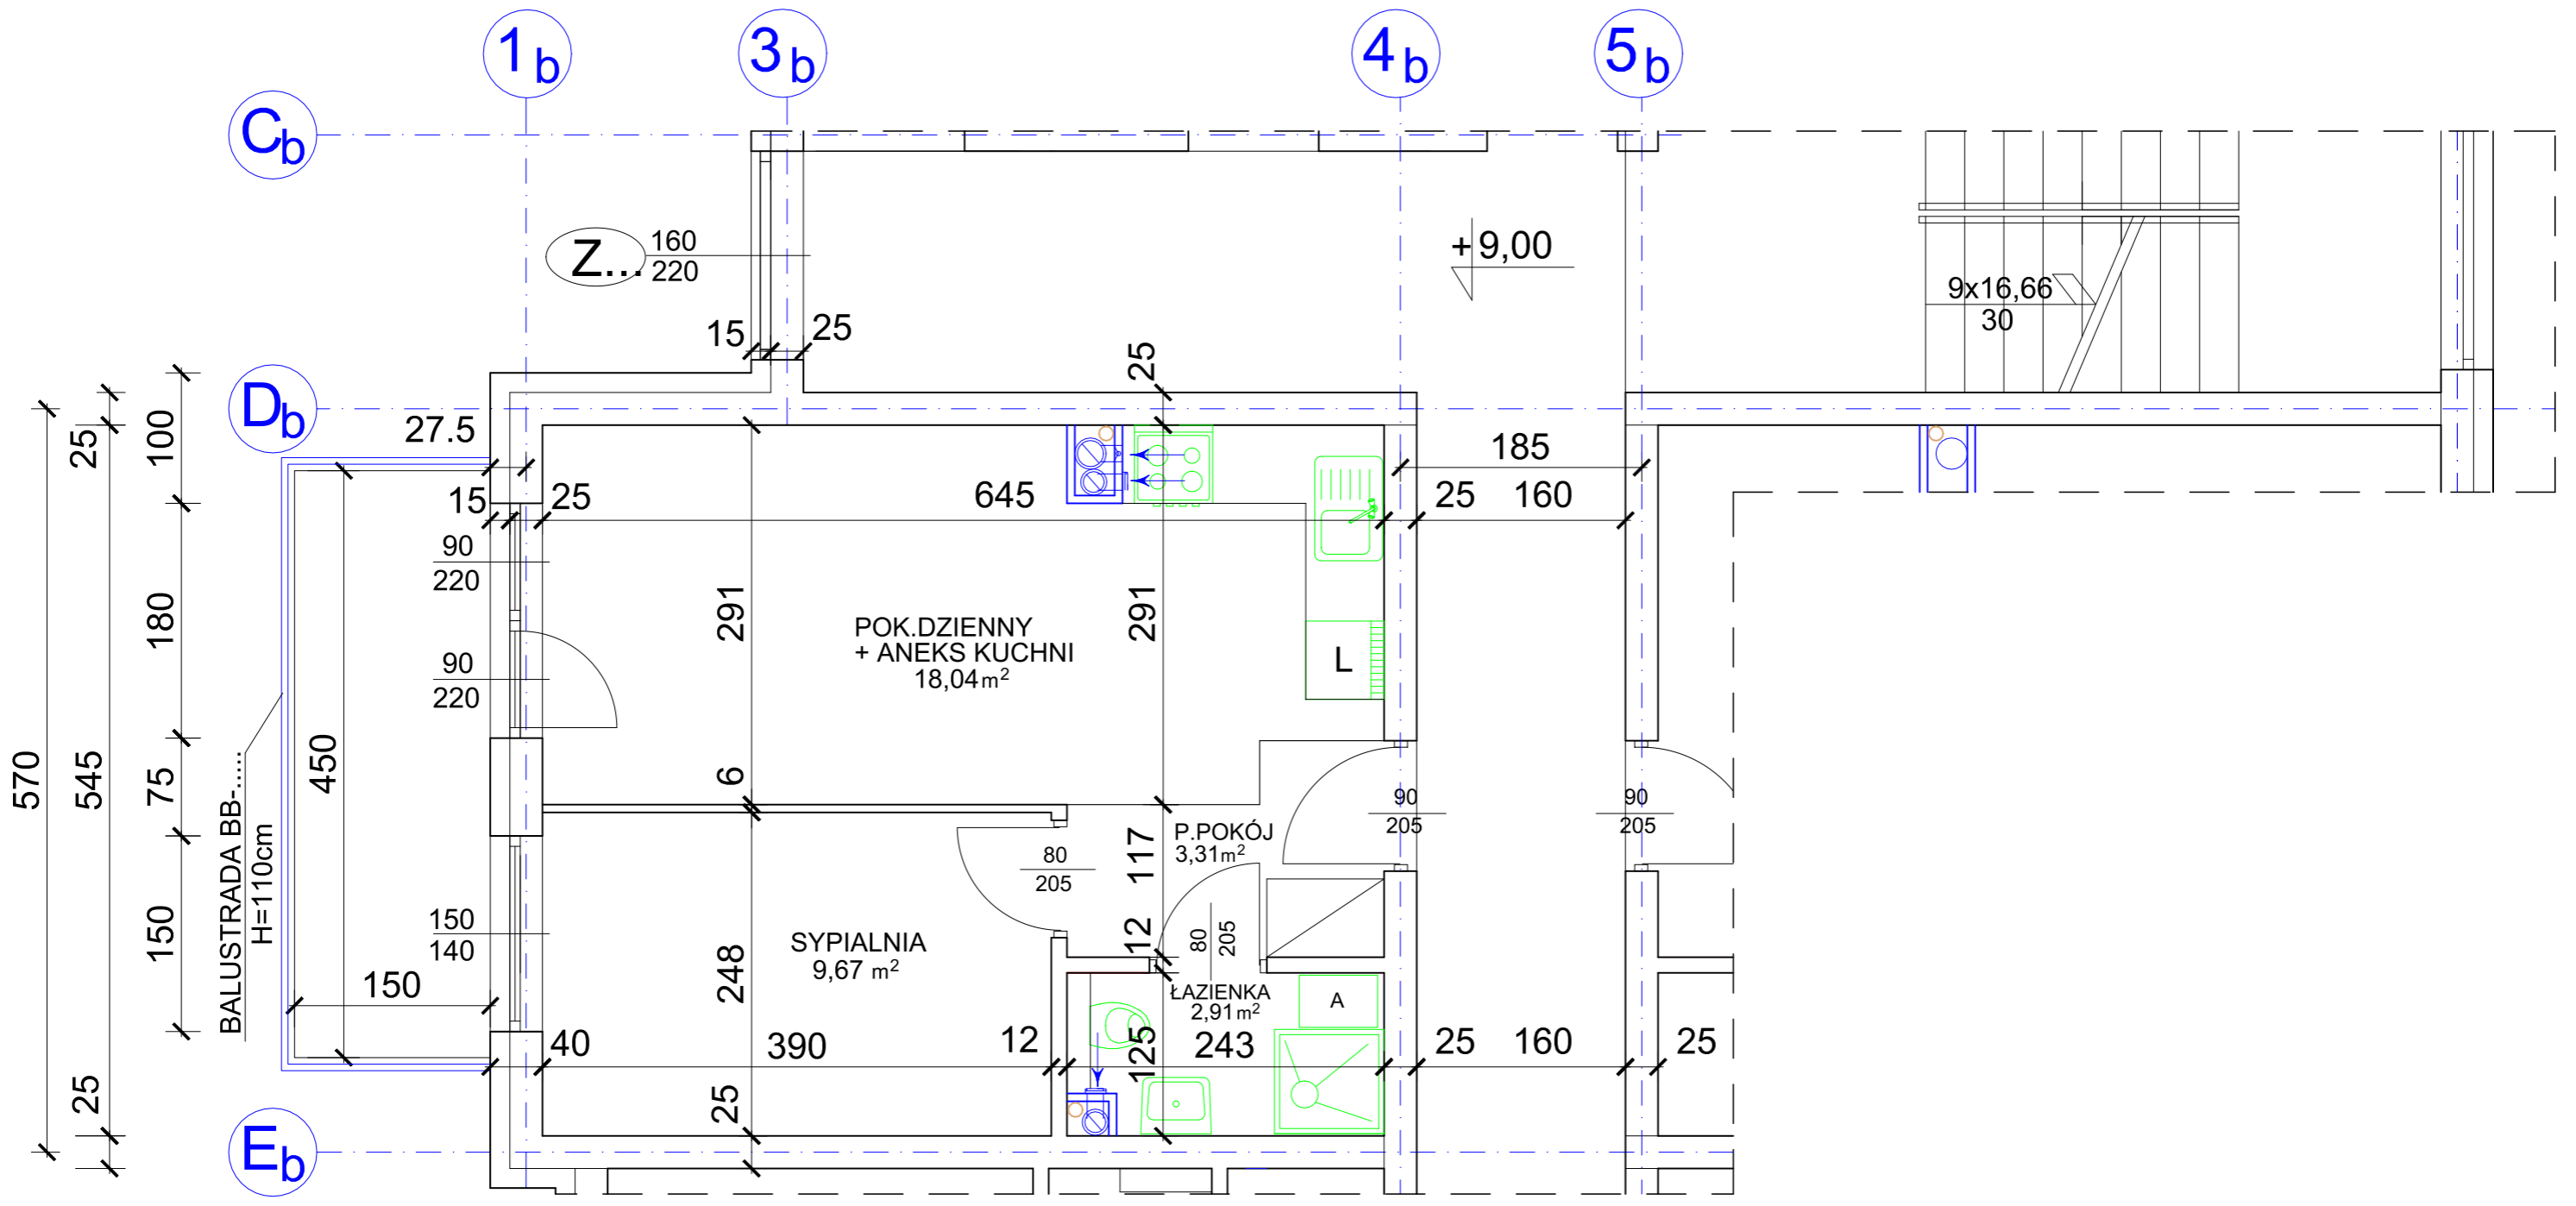 1b
3b
4b
5b
Cb
Z...
160
220
+9,00
9x16,66
30
15
25
25
Db
27.5
100
25
185
15
25
645
25
160
90
220
180
291
291
POK.DZIENNY
+ ANEKS KUCHNI
18,04m²
L
90
220
570
545
75
450
6
BALUSTRADA BB-.....
H=110cm
90
205
90
205
80
205
117
P.POKÓJ
3,31m²
150
150
140
12
80
205
SYPIALNIA
9,67 m²
248
150
ŁAZIENKA
2,91m²
A
40
390
12
125
243
25
160
25
25
25
Eb